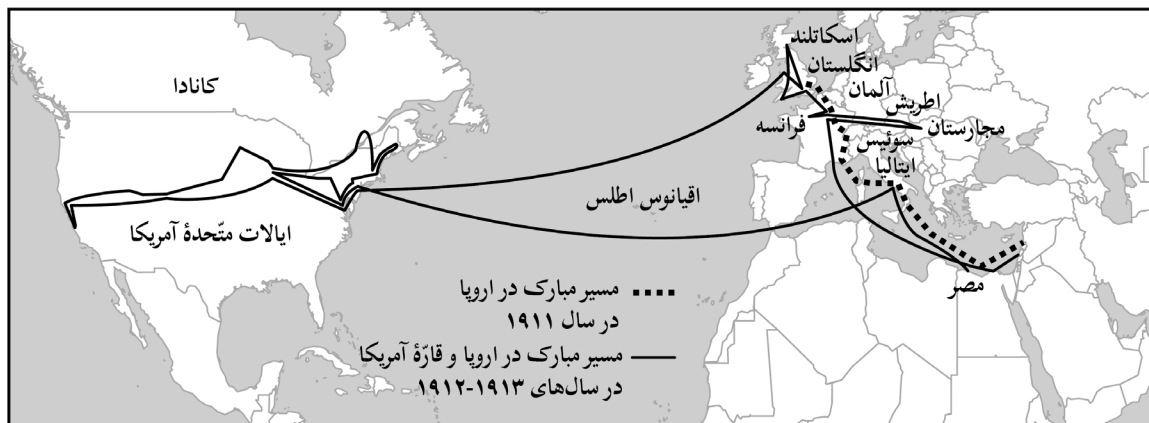 اسکاتلند
انگلستان
آلمان
کانادا
اطریش
فرانسه
مجارستان
سوئیس
ایتالیا
اقیانوس اطلس
ایالات متّحدهٔ آمریکا
مصر
مسیر مبارک در اروپا
در سال ۱۹۱۱
مسیر مبارک در اروپا و قارّهٔ آمریکا
در سال‌های ۱۹۱۳-۱۹۱۲